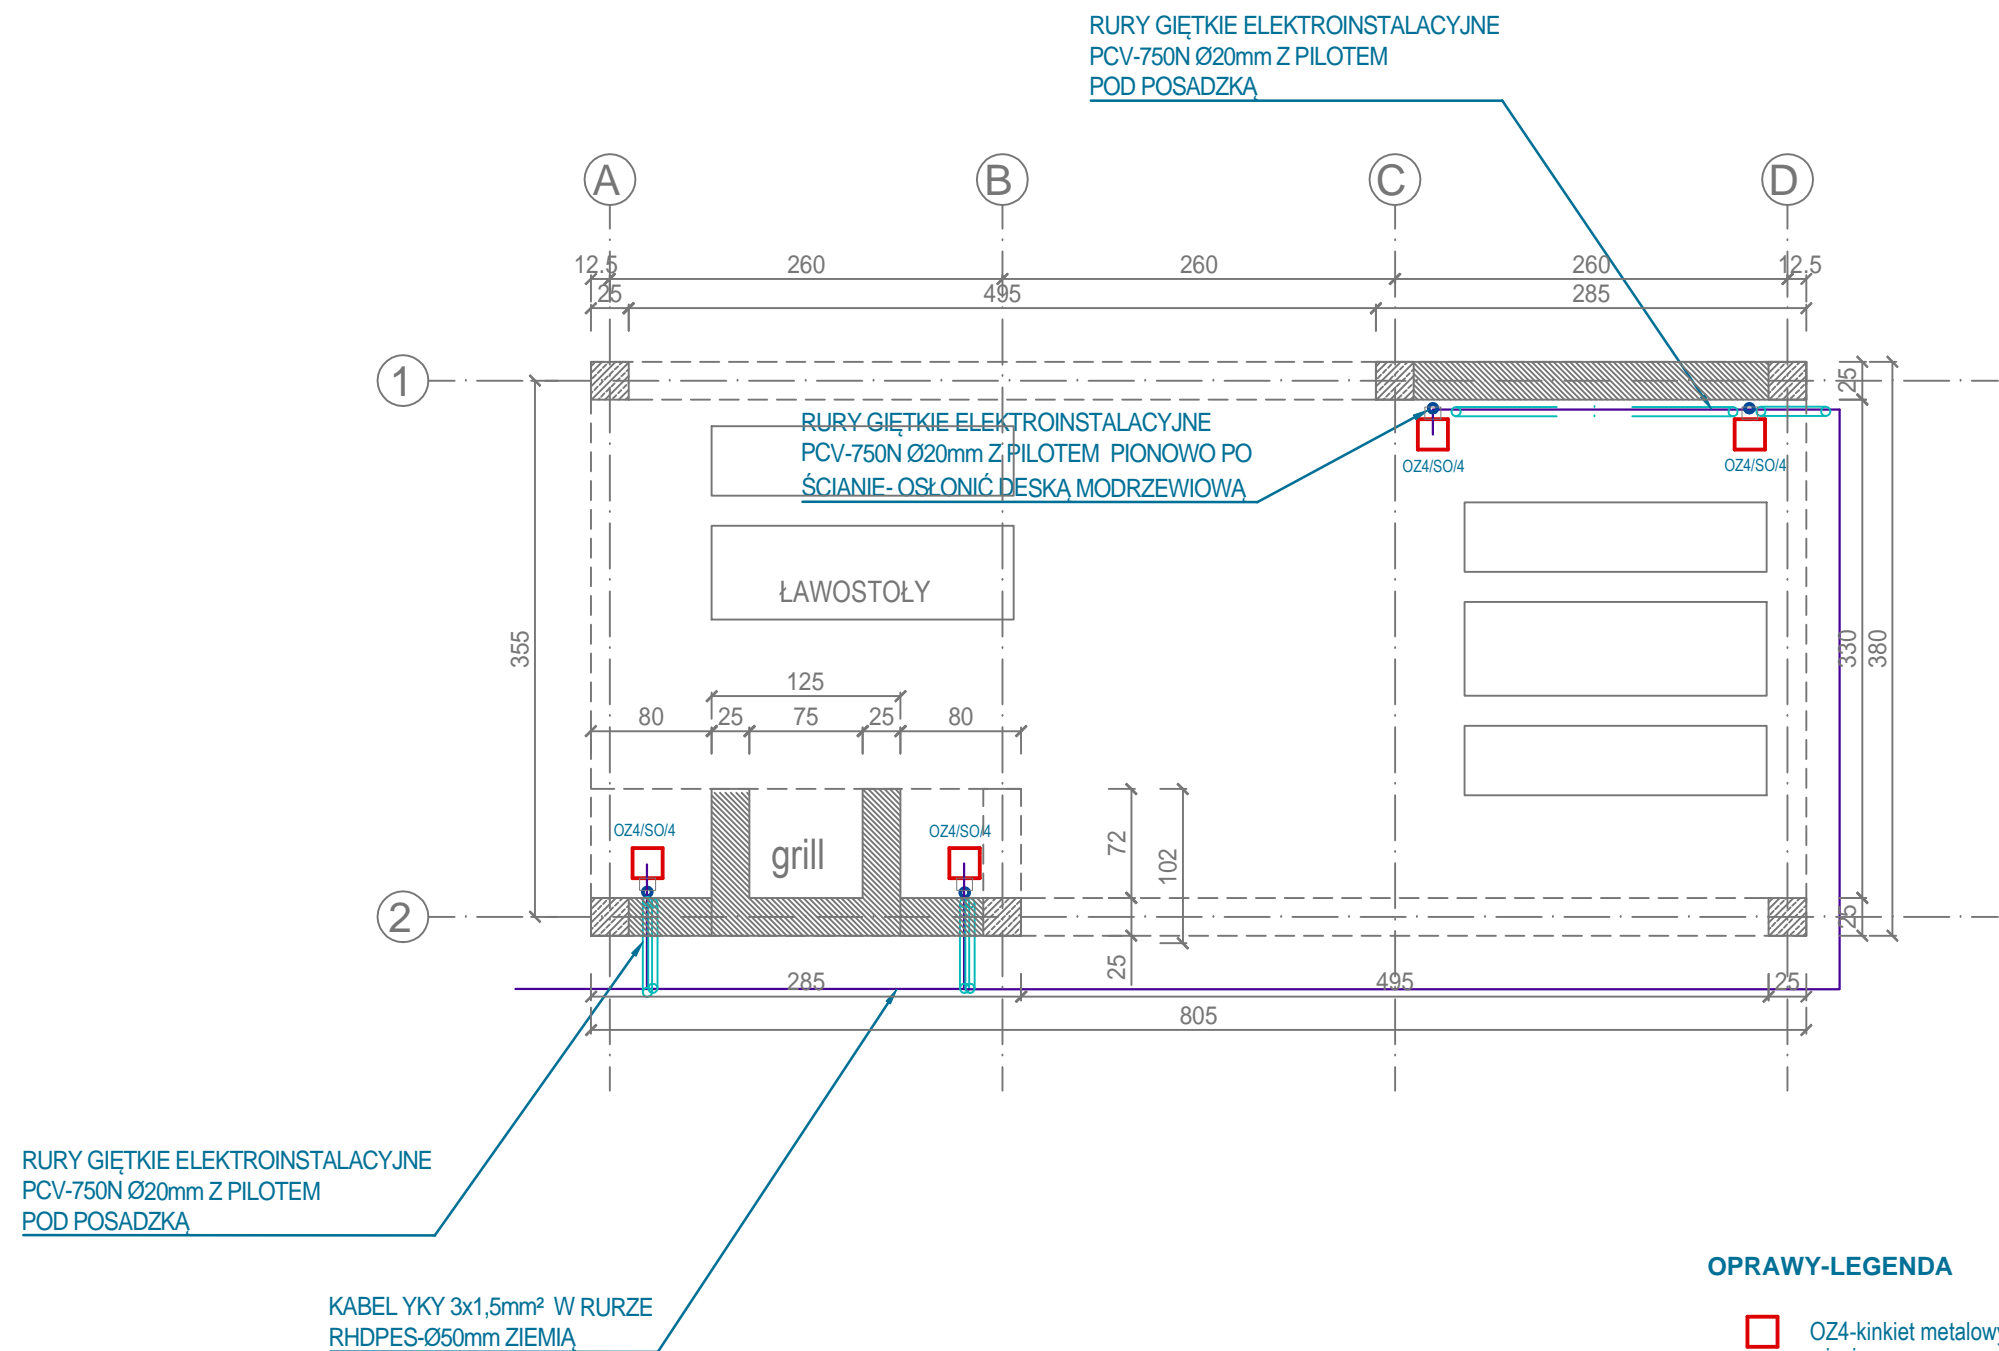 RURY GIĘTKIE ELEKTROINSTALACYJNE
PCV-750N Ø20mm Z PILOTEM
POD POSADZKĄ
A
B
C
D
12.5
260
260
260
12.5
25
495
285
1
25
RURY GIĘTKIE ELEKTROINSTALACYJNE
PCV-750N Ø20mm Z PILOTEM PIONOWO PO
ŚCIANIE- OSŁONIĆ DESKĄ MODRZEWIOWĄ
OZ4/SO/4
OZ4/SO/4
ŁAWOSTOŁY
355
330
380
125
80
25
75
25
80
OZ4/SO/4
OZ4/SO/4
grill
72
102
2
25
25
285
495
25
805
RURY GIĘTKIE ELEKTROINSTALACYJNE
PCV-750N Ø20mm Z PILOTEM
POD POSADZKĄ
KABEL YKY 3x1,5mm² W RURZE
RHDPES-Ø50mm ZIEMIĄ
OPRAWY-LEGENDA
OZ4-kinkiet metalowy